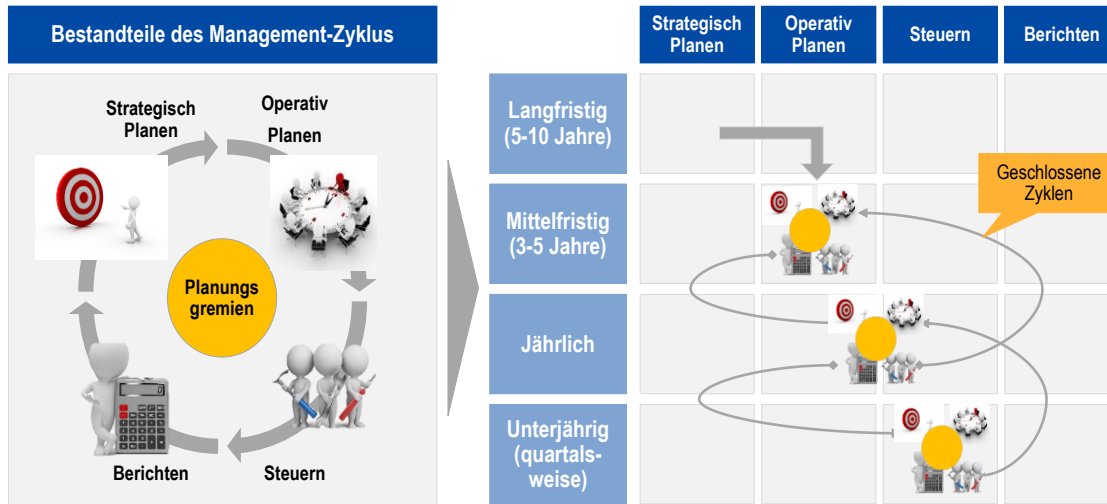 Bestandteile des Management-Zyklus
Strategisch
Planen
Operativ
Planen
Planungs
gremien
Berichten
Steuern
Strategisch
Planen
Operativ
Planen
Steuern
Berichten
Langfristig
(5-10 Jahre)
Mittelfristig
(3-5 Jahre)
Jährlich
Unterjährig
(quartals-
weise)
Geschlossene
Zyklen